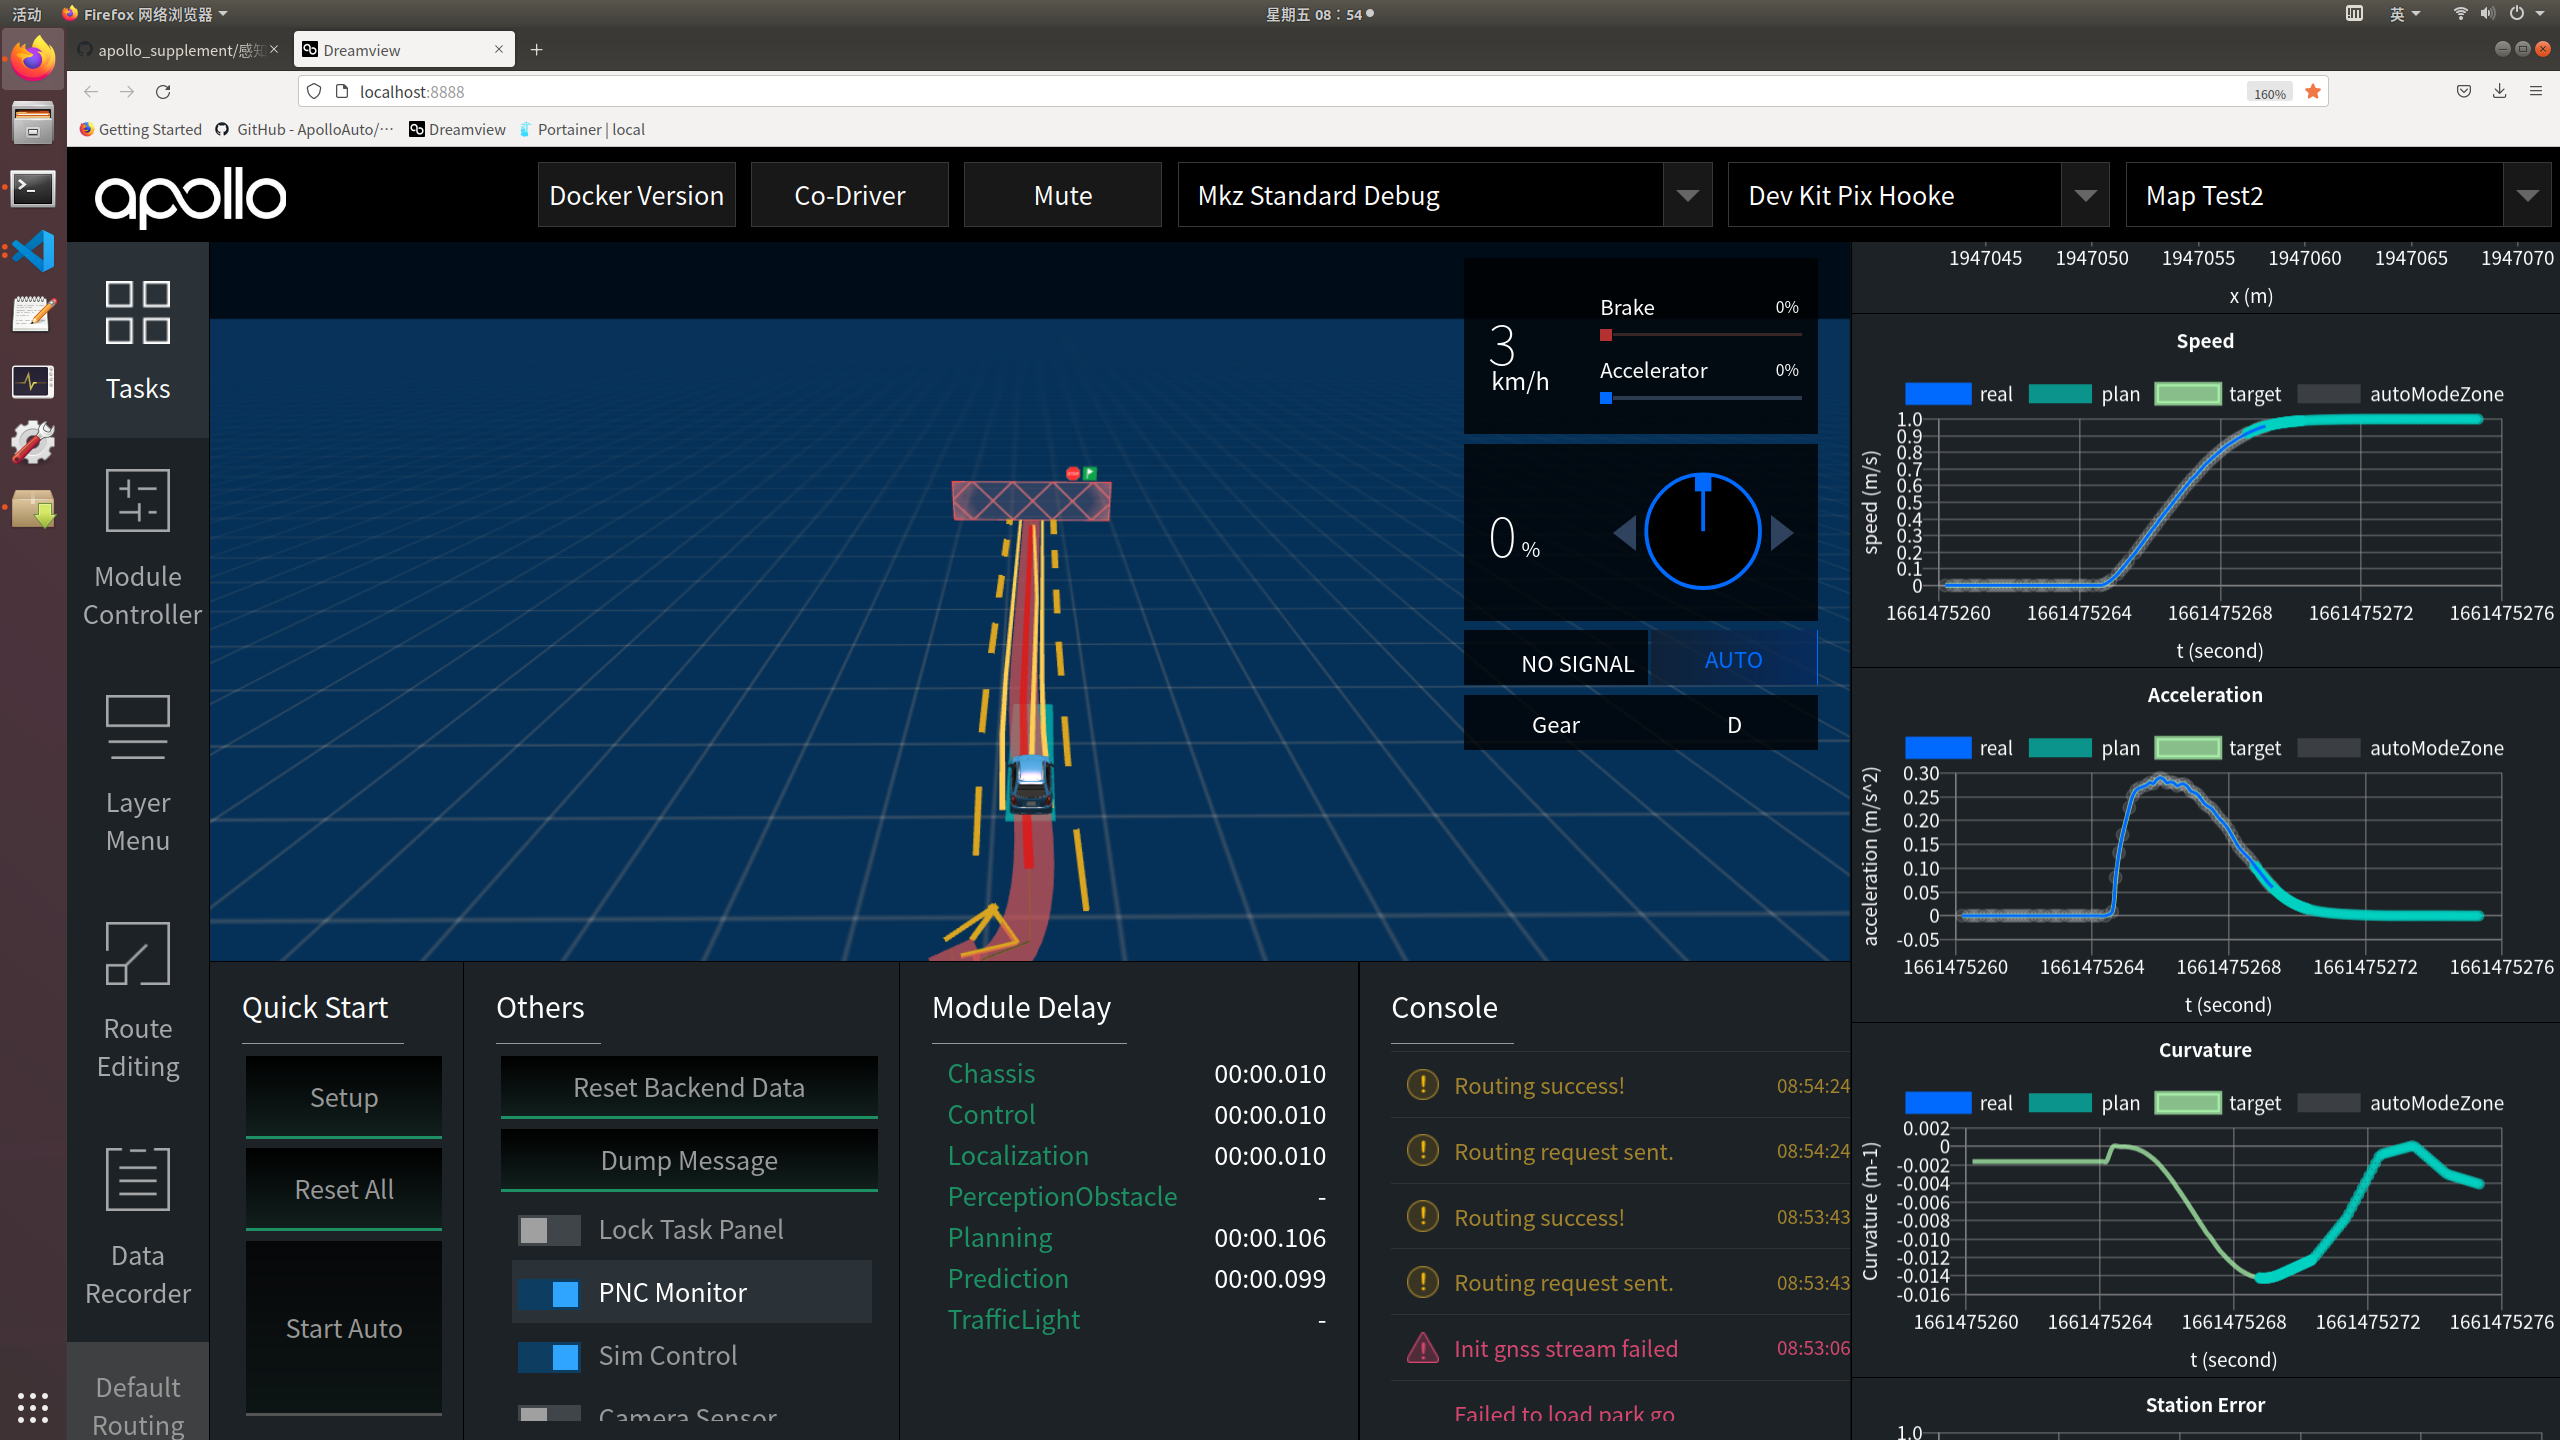 活动
Firefox 网络浏览器
星期五 08：54
英
apollo_supplement/感知
Dreamview
localhost:8888
160%
Getting Started
GitHub - ApolloAuto/···
Dreamview
Portainer | local
apollo
Docker Version
Co-Driver
Mute
Mkz Standard Debug
Dev Kit Pix Hooke
Map Test2
Tasks
Module
Controller
Layer
Menu
Route
Editing
Data
Recorder
Default
Routing
3
km/h
Brake 0%
Accelerator 0%
0 %
NO SIGNAL
AUTO
Gear D
Quick Start
Setup
Reset All
Start Auto
Others
Reset Backend Data
Dump Message
Lock Task Panel
PNC Monitor
Sim Control
Camera Sensor
Module Delay
Chassis 00:00.010
Control 00:00.010
Localization 00:00.010
PerceptionObstacle -
Planning 00:00.106
Prediction 00:00.099
TrafficLight -
Console
Routing success! 08:54:24
Routing request sent. 08:54:24
Routing success! 08:53:43
Routing request sent. 08:53:43
Init gnss stream failed 08:53:06
Failed to load park go
1947045 1947050 1947055 1947060 1947065 1947070
x (m)
Speed
real plan target autoModeZone
speed (m/s)
1.0
0.9
0.8
0.7
0.6
0.5
0.4
0.3
0.2
0.1
0
1661475260 1661475264 1661475268 1661475272 1661475276
t (second)
Acceleration
real plan target autoModeZone
acceleration (m/s^2)
0.30
0.25
0.20
0.15
0.10
0.05
0
-0.05
1661475260 1661475264 1661475268 1661475272 1661475276
t (second)
Curvature
real plan target autoModeZone
Curvature (m-1)
0.002
0
-0.002
-0.004
-0.006
-0.008
-0.010
-0.012
-0.014
-0.016
1661475260 1661475264 1661475268 1661475272 1661475276
t (second)
Station Error
1.0